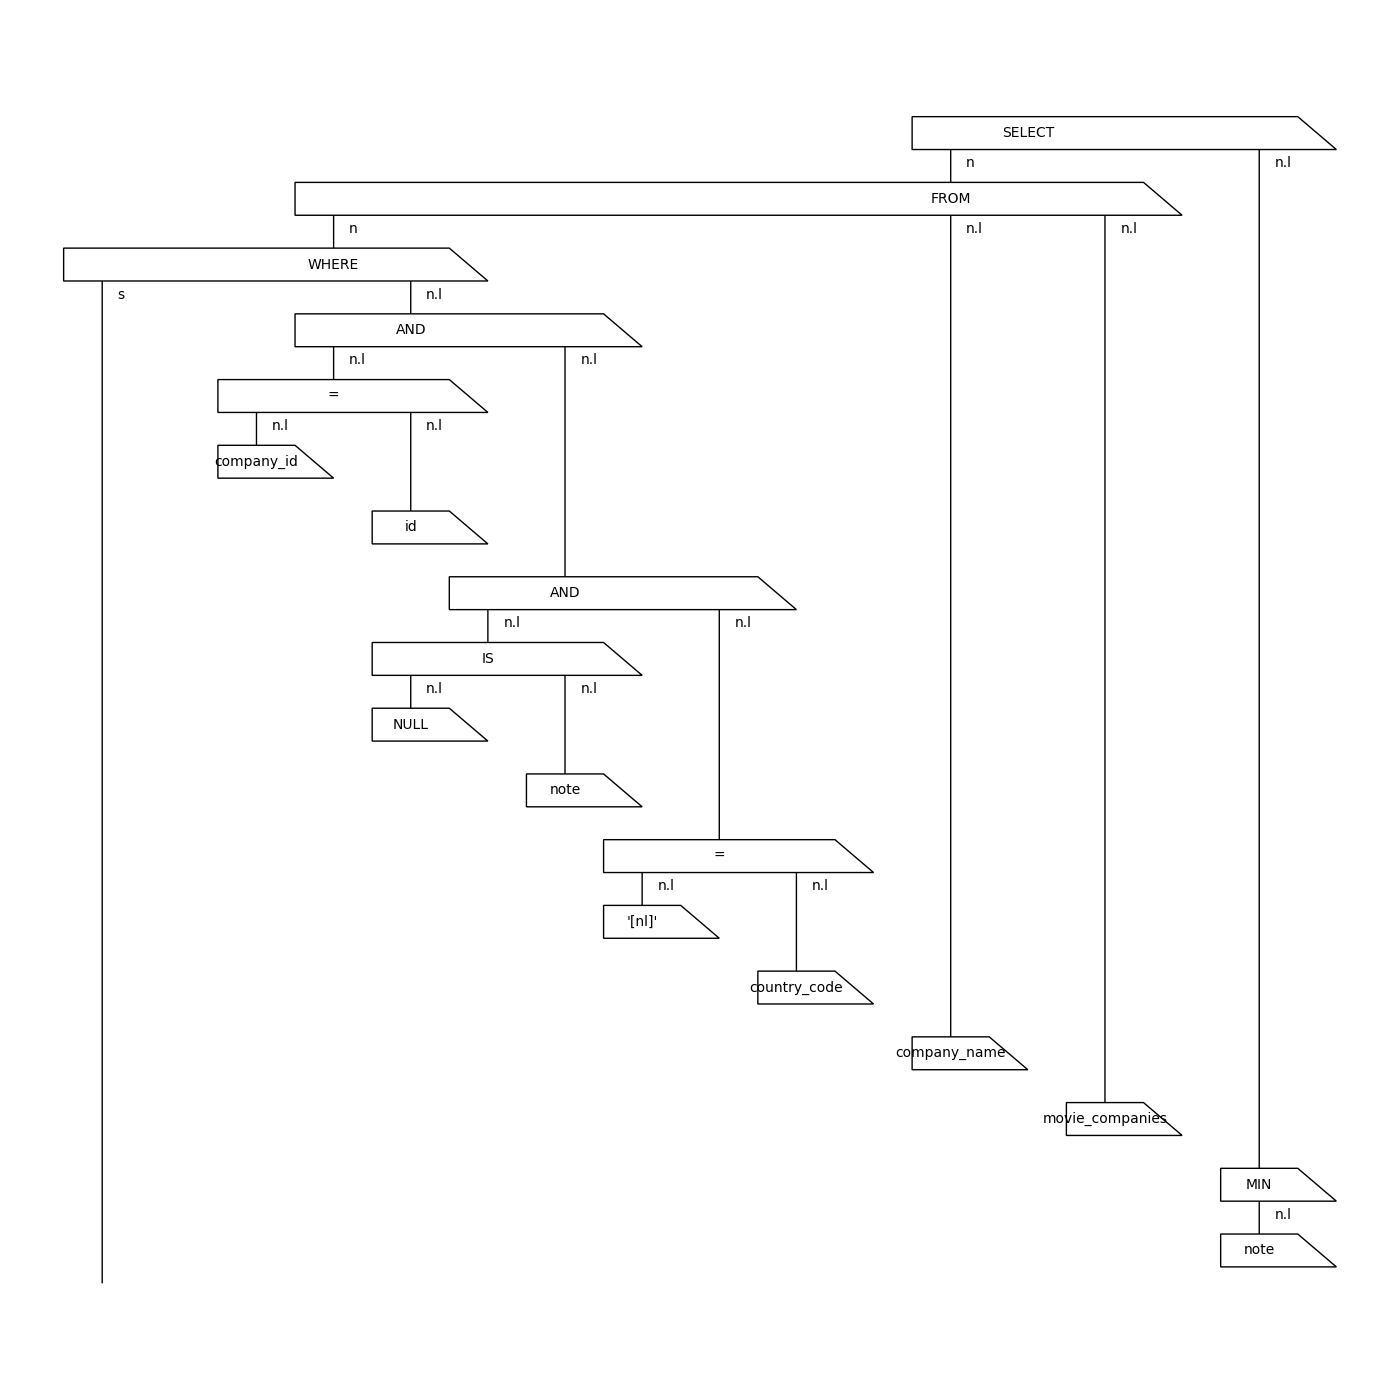 SELECT
n n.l
FROM
n n.l n.l
WHERE
s n.l
AND
n.l n.l
=
n.l n.l
company_id
id
AND
n.l n.l
IS
n.l n.l
NULL
note
=
n.l n.l
'[nl]'
country_code
company_name
movie_companies
MIN
n.l
note